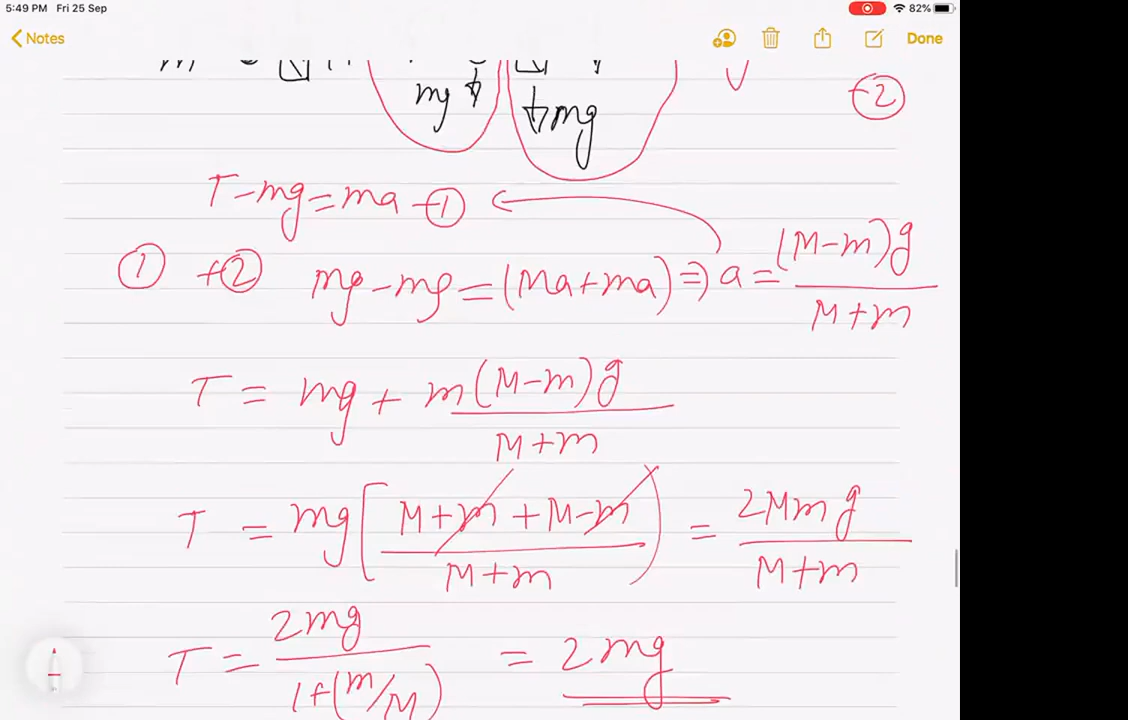 5:49 PM Fri 25 Sep 82%
Notes Done
mg mg
-②
T-mg=ma -①
① +② Mg-mg=(Ma+ma)⇒ a=(M-m)g/M+m
T = mg + m(M-m)g/M+m
T = mg[M+m+M-m/M+m] = 2Mmg/M+m
T = 2mg/1+(m/M) = 2mg